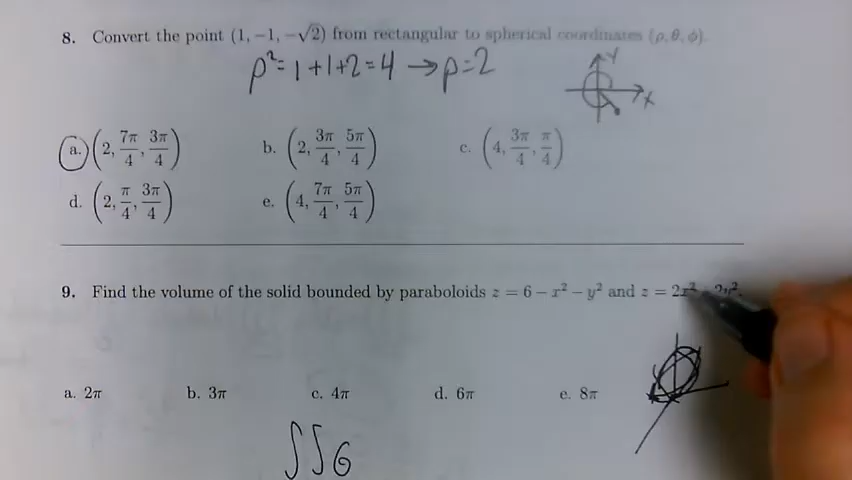 8. Convert the point (1, −1, −√2) from rectangular to spherical coordinates (ρ, θ, ϕ).
ρ²=1+1+2=4 → ρ=2
Y
X
a. (2, 7π/4, 3π/4) b. (2, 3π/4, 5π/4) c. (4, 3π/4, π/4)
d. (2, π/4, 3π/4) e. (4, 7π/4, 5π/4)
9. Find the volume of the solid bounded by paraboloids z = 6 − x² − y² and z = 2x² 2y².
a. 2π b. 3π c. 4π d. 6π e. 8π
∫∫6